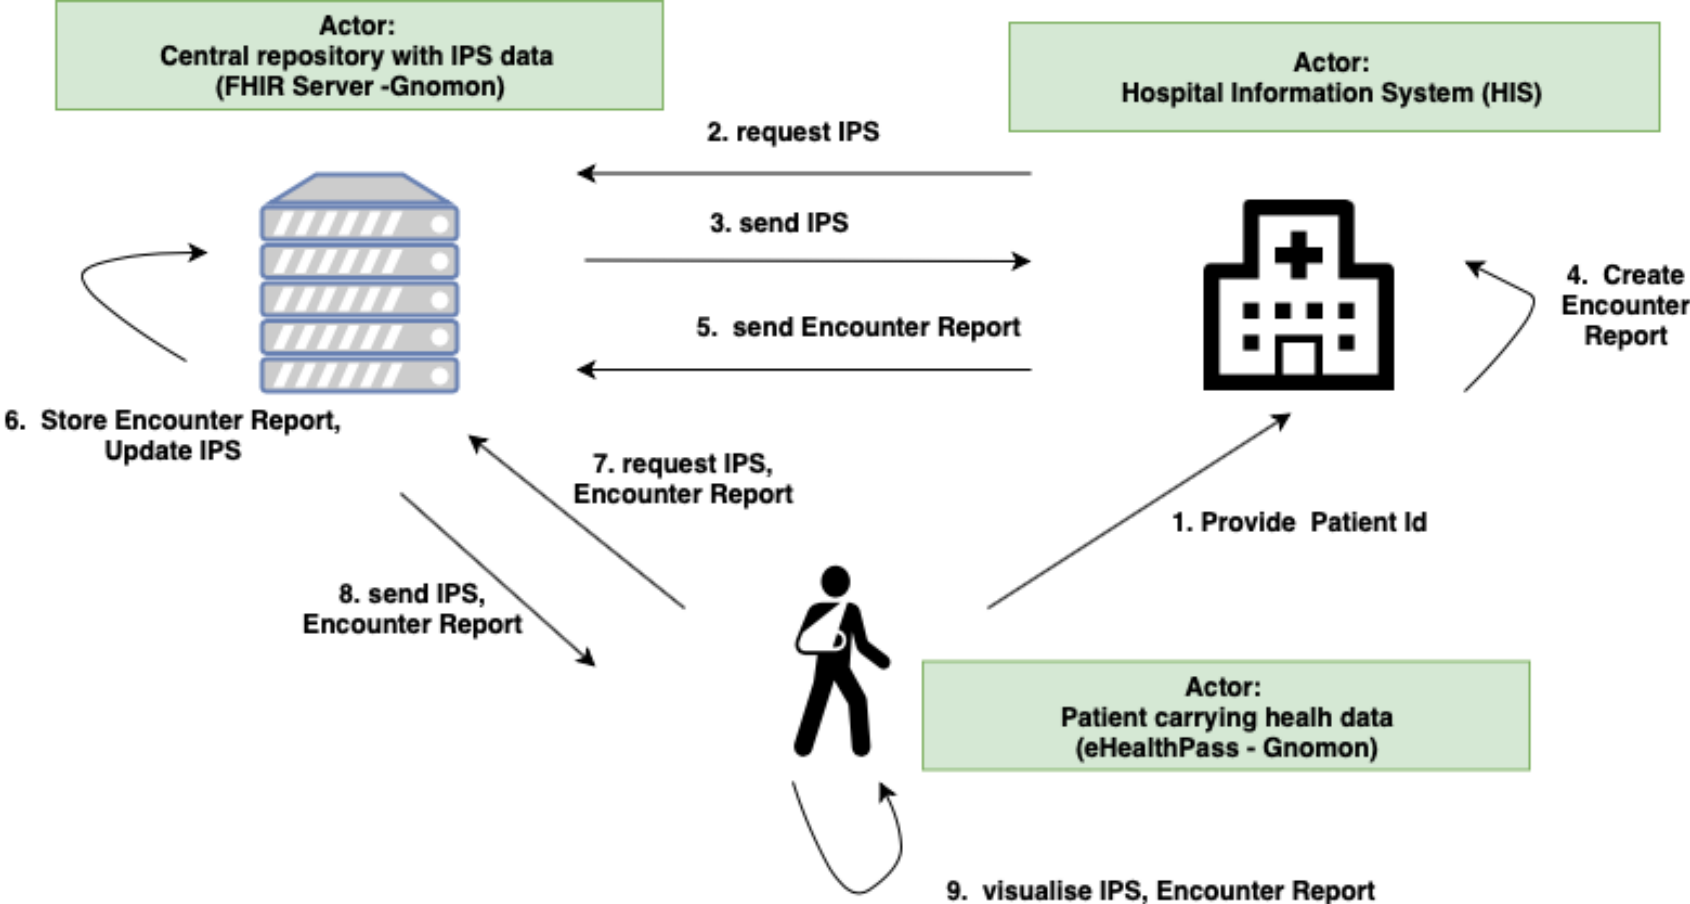 Actor:
Central repository with IPS data
(FHIR Server -Gnomon)
Actor:
Hospital Information System (HIS)
2. request IPS
3. send IPS
4.  Create
Encounter
Report
5.  send Encounter Report
6.  Store Encounter Report,
Update IPS
7. request IPS,
Encounter Report
1. Provide  Patient Id
8. send IPS,
Encounter Report
Actor:
Patient carrying healh data
(eHealthPass - Gnomon)
9.  visualise IPS, Encounter Report